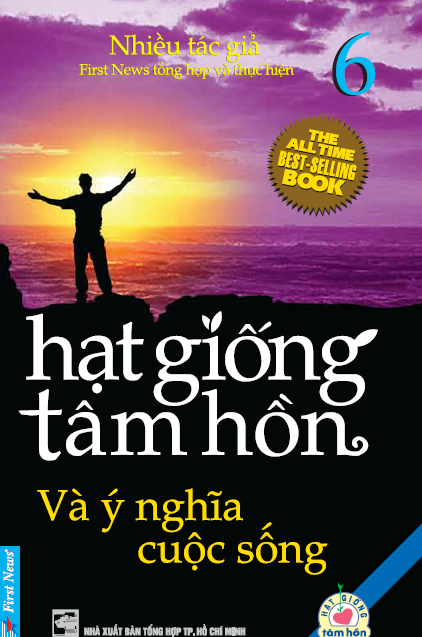 Nhiều tác giả
First News tổng hợp và thực hiện
6
THE
ALL TIME
BEST-SELLING
BOOK
hạt giống
tâm hồn
Và ý nghĩa
cuộc sống
First News
NHÀ XUẤT BẢN TỔNG HỢP TP. HỒ CHÍ MINH
HẠT GIỐNG
tâm hồn